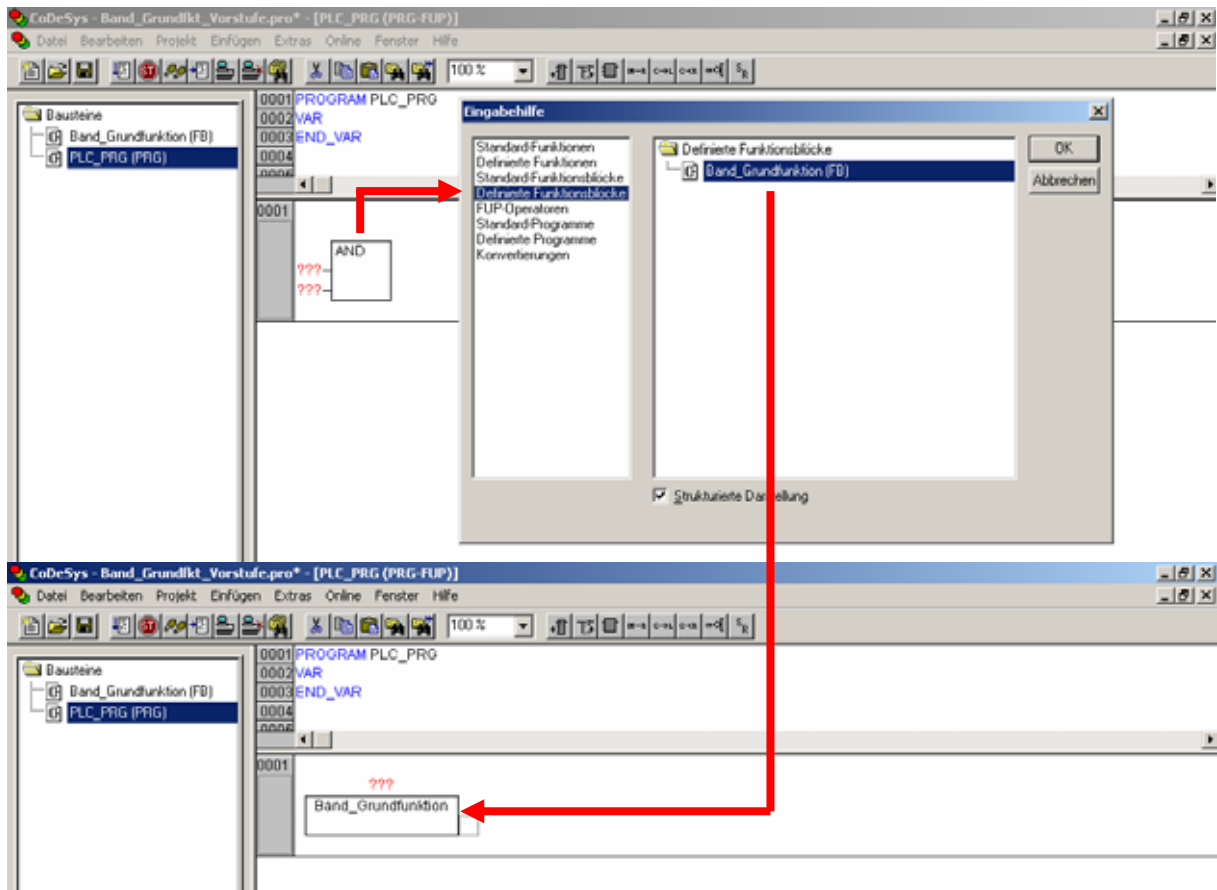 CoDeSys - Band_Grundfkt_Vorstufe.pro* - [PLC_PRG (PRG-FUP)]
Datei Bearbeiten Projekt Einfügen Extras Online Fenster Hilfe
100 %
Bausteine
Band_Grundfunktion (FB)
PLC_PRG (PRG)
0001 PROGRAM PLC_PRG
0002 VAR
0003 END_VAR
0004
0001
AND
???
???
Eingabehilfe
Standard-Funktionen
Definierte Funktionen
Standard-Funktionsblöcke
Definierte Funktionsblöcke
FUP-Operatoren
Standard-Programme
Definierte Programme
Konvertierungen
Definierte Funktionsblöcke
Band_Grundfunktion (FB)
OK
Abbrechen
Strukturierte Darstellung
CoDeSys - Band_Grundfkt_Vorstufe.pro* - [PLC_PRG (PRG-FUP)]
Datei Bearbeiten Projekt Einfügen Extras Online Fenster Hilfe
100 %
Bausteine
Band_Grundfunktion (FB)
PLC_PRG (PRG)
0001 PROGRAM PLC_PRG
0002 VAR
0003 END_VAR
0004
0001
???
Band_Grundfunktion